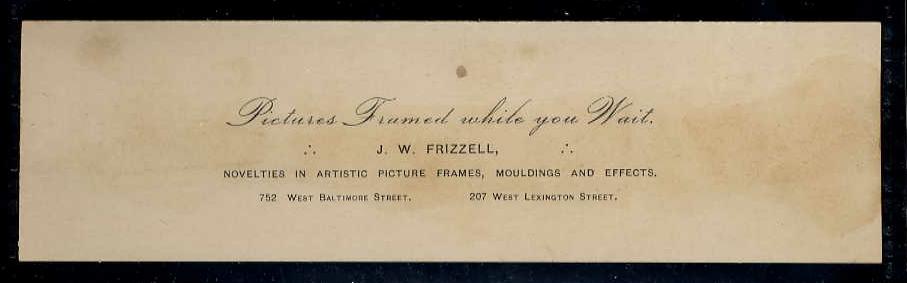 Pictures Framed while you Wait.
∴ J. W. FRIZZELL, ∴
NOVELTIES IN ARTISTIC PICTURE FRAMES, MOULDINGS AND EFFECTS.
752 WEST BALTIMORE STREET. 207 WEST LEXINGTON STREET.